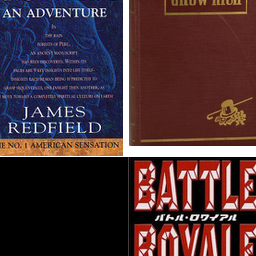 AN ADVENTURE
In
THE RAIN
FORESTS OF PERU,
AN ANCIENT MANUSCRIPT
HAS BEEN DISCOVERED. WITHIN ITS
PAGES ARE 9 KEY INSIGHTS INTO LIFE ITSELF -
INSIGHTS EACH HUMAN BEING IS PREDICTED TO
GRASP SEQUENTIALLY, ONE INSIGHT THEN ANOTHER, AS
WE MOVE TOWARD A COMPLETELY SPIRITUAL CULTURE ON EARTH
JAMES
REDFIELD
THE NO. 1 AMERICAN SENSATION
GROW RICH
BATTLE
バトル・ロワイアル
ROYALE